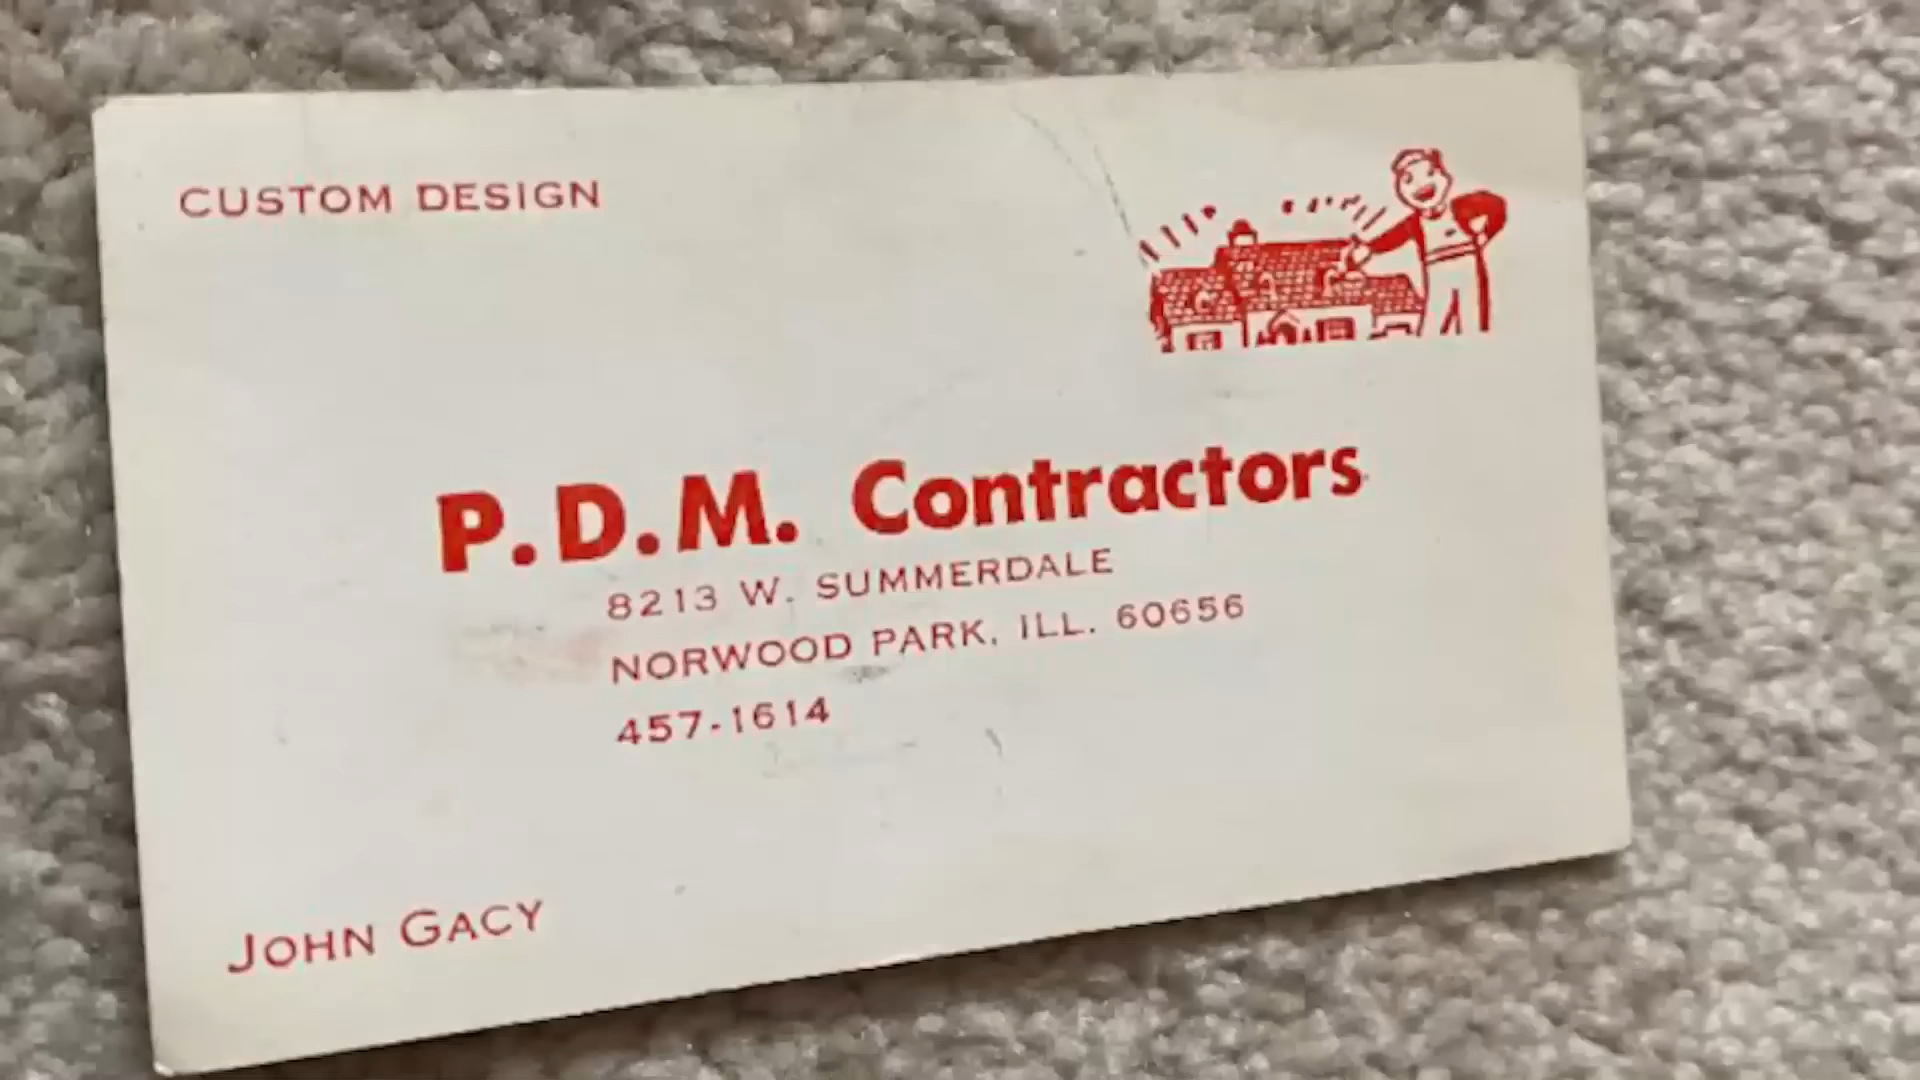 CUSTOM DESIGN
P.D.M. Contractors
8213 W. SUMMERDALE
NORWOOD PARK, ILL. 60656
457-1614
JOHN GACY